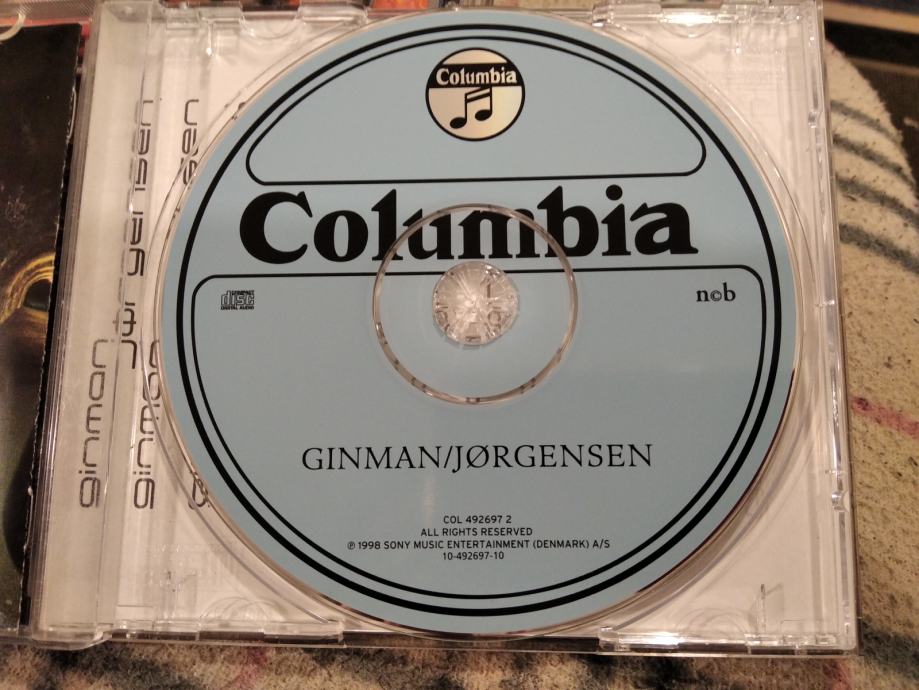 Columbia
Columbia
COMPACT
disc
DIGITAL AUDIO
n©b
GINMAN/JØRGENSEN
COL 492697 2
ALL RIGHTS RESERVED
℗ 1998 SONY MUSIC ENTERTAINMENT (DENMARK) A/S
10-492697-10
ginman
jørgensen
ginman